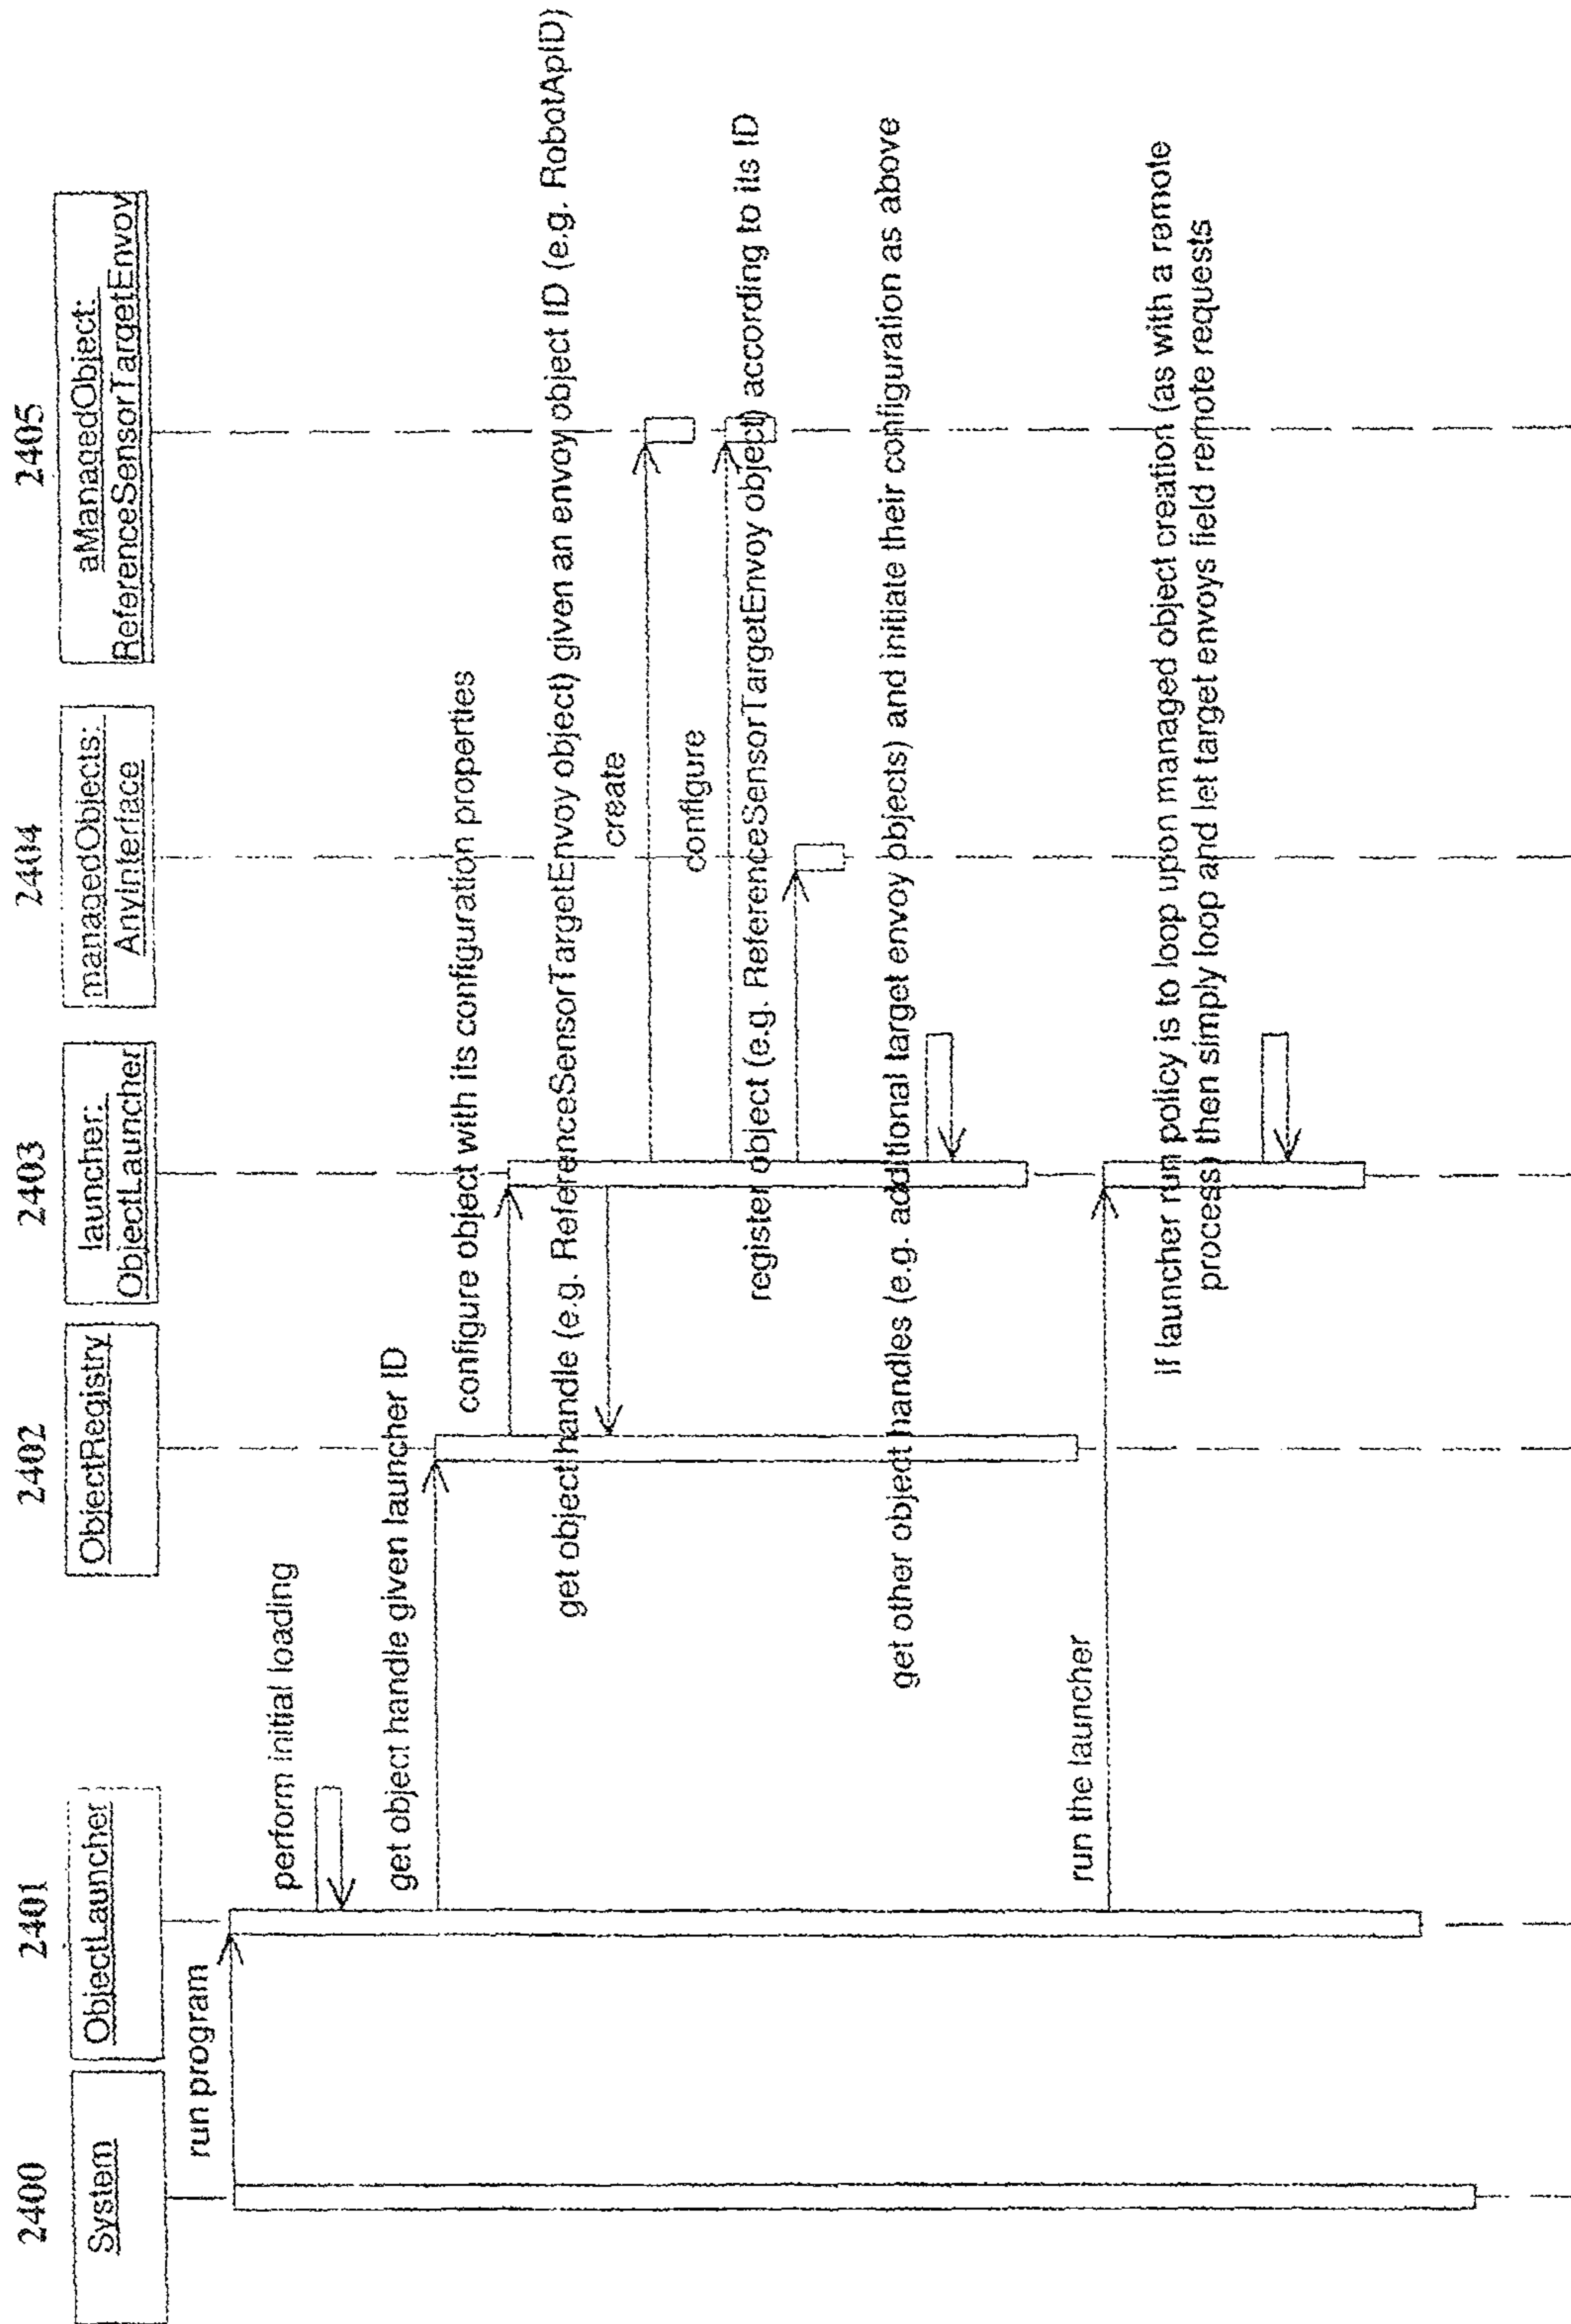 2400
2401
2402
2403
2404
2405
System
ObjectLauncher
ObjectRegistry
launcher:
ObjectLauncher
managedObjects:
AnyInterface
aManagedObject:
ReferenceSensorTargetEnvoy
run program
perform initial loading
get object handle given launcher ID
configure object with its configuration properties
get object handle (e.g. ReferenceSensorTargetEnvoy object) given an envoy object ID (e.g. RobotApID)
create
configure
register object (e.g. ReferenceSensorTargetEnvoy object) according to its ID
get other object handles (e.g. additional target envoy objects) and initiate their configuration as above
run the launcher
if launcher run policy is to loop upon managed object creation (as with a remote
process) then simply loop and let target envoys field remote requests